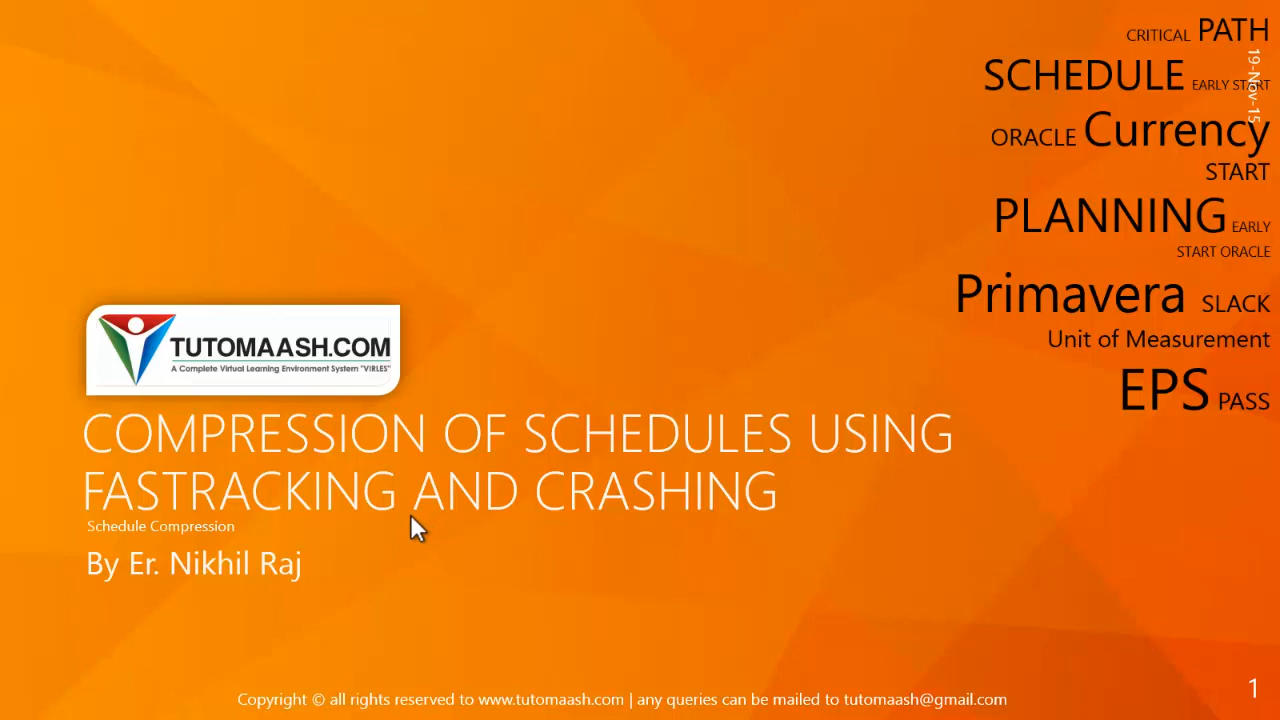 CRITICAL PATH
SCHEDULE EARLY START
19-Nov-15
ORACLE Currency
START
PLANNING EARLY
START ORACLE
Primavera SLACK
Unit of Measurement
EPS PASS
TUTOMAASH.COM
A Complete Virtual Learning Environment System "VIRLES"
COMPRESSION OF SCHEDULES USING
FASTRACKING AND CRASHING
Schedule Compression
By Er. Nikhil Raj
Copyright © all rights reserved to www.tutomaash.com | any queries can be mailed to tutomaash@gmail.com
1